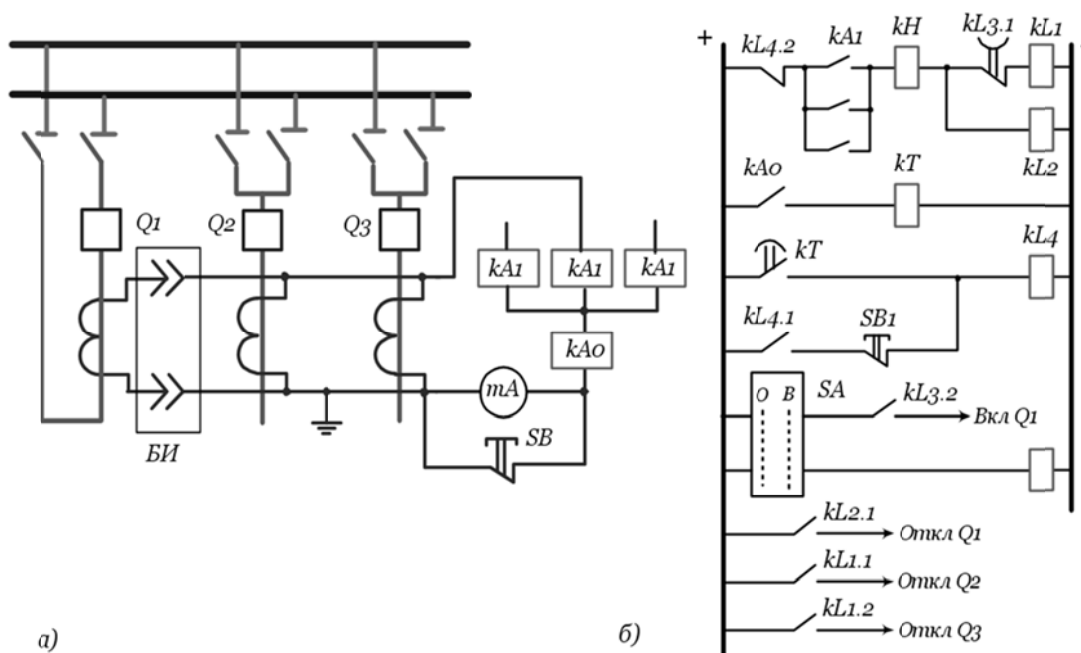 +
kL4.2 kA1 kH kL3.1 kL1
kL2
kA0 kT
kT kL4
kL4.1 SB1
O B SA kL3.2
Вкл Q1
kL2.1
Откл Q1
kL1.1
Откл Q2
kL1.2
Откл Q3
б)
Q1 Q2 Q3
kA1 kA1 kA1
kA0
mA
SB
БИ
а)